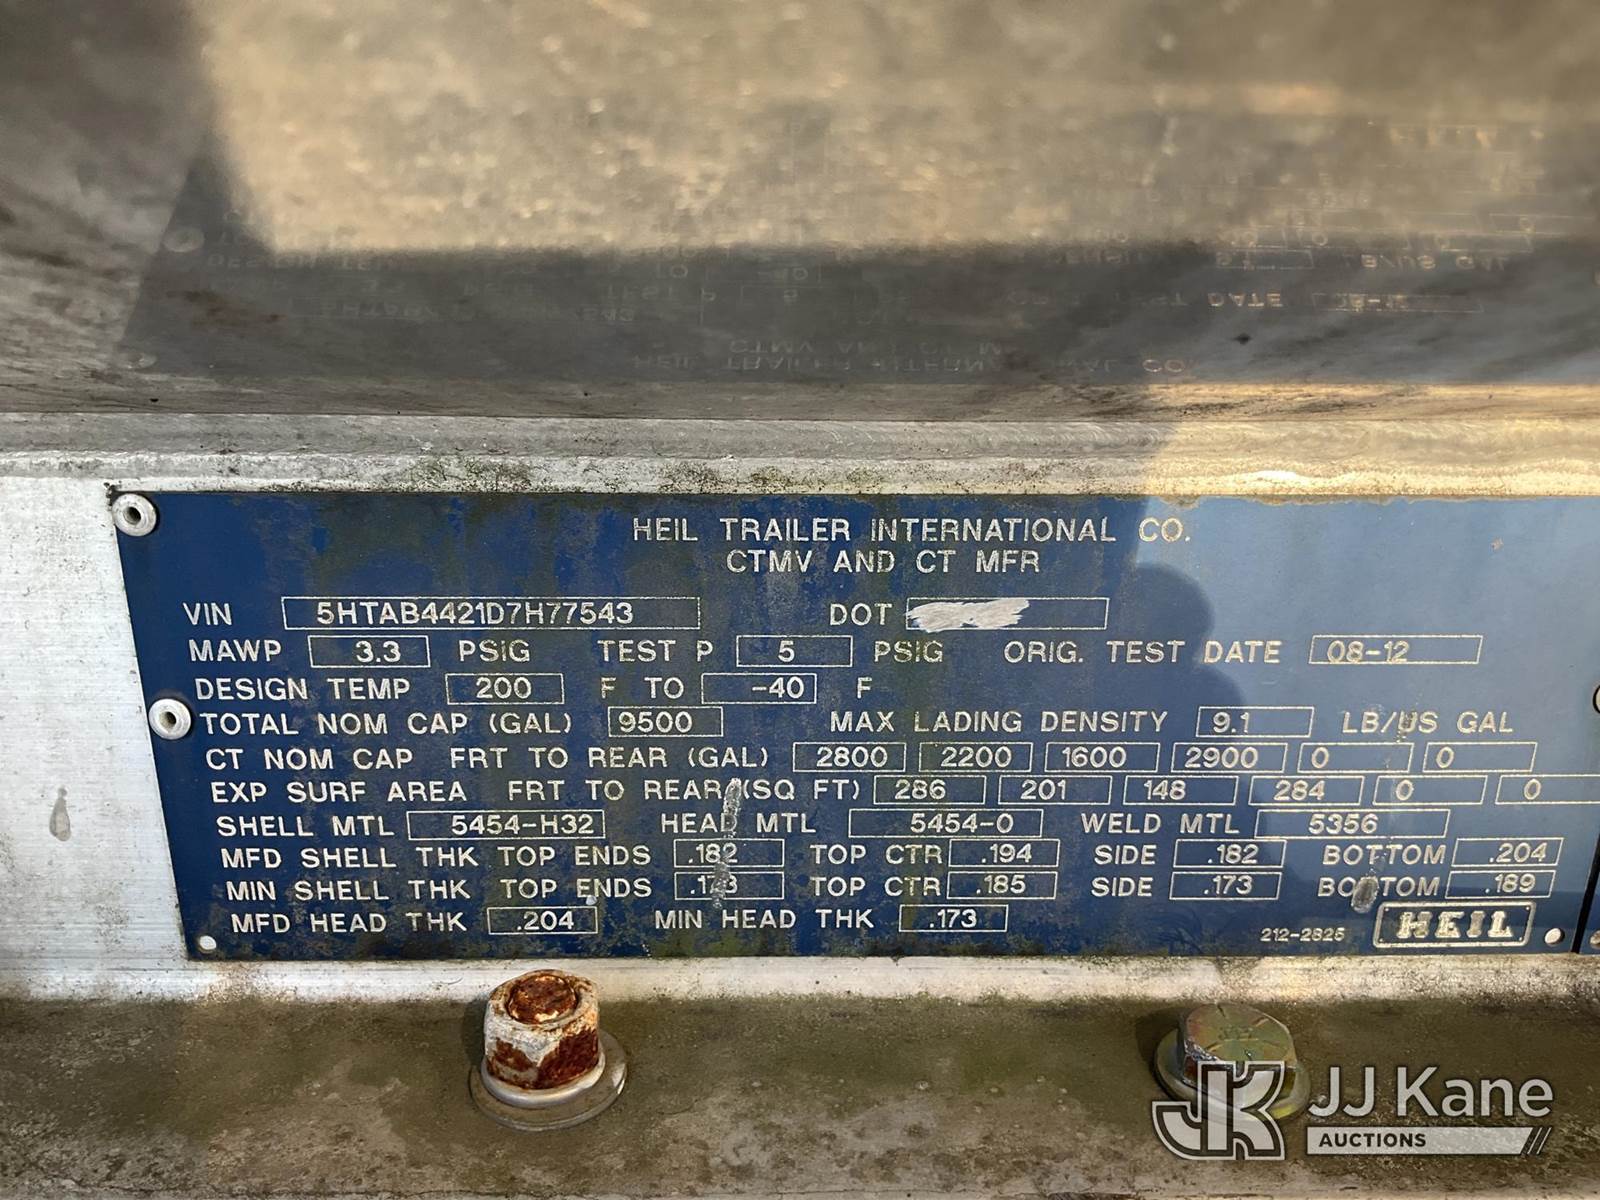 HEIL TRAILER INTERNATIONAL CO.
CTMV AND CT MFR
VIN 5HTAB4421D7H77543 DOT
MAWP 3.3 PSIG TEST P 5 PSIG ORIG. TEST DATE 08-12
DESIGN TEMP 200 F TO -40 F
TOTAL NOM CAP (GAL) 9500 MAX LADING DENSITY 9.1 LB/US GAL
CT NOM CAP FRT TO REAR (GAL) 2800 2200 1600 2900 0 0
EXP SURF AREA FRT TO REAR (SQ FT) 286 201 148 284 0 0
SHELL MTL 5454-H32 HEAD MTL 5454-0 WELD MTL 5356
MFD SHELL THK TOP ENDS .182 TOP CTR .194 SIDE .182 BOTTOM .204
MIN SHELL THK TOP ENDS .173 TOP CTR .185 SIDE .173 BOTTOM .189
MFD HEAD THK .204 MIN HEAD THK .173
212-2825 HEIL
JK JJ Kane
AUCTIONS